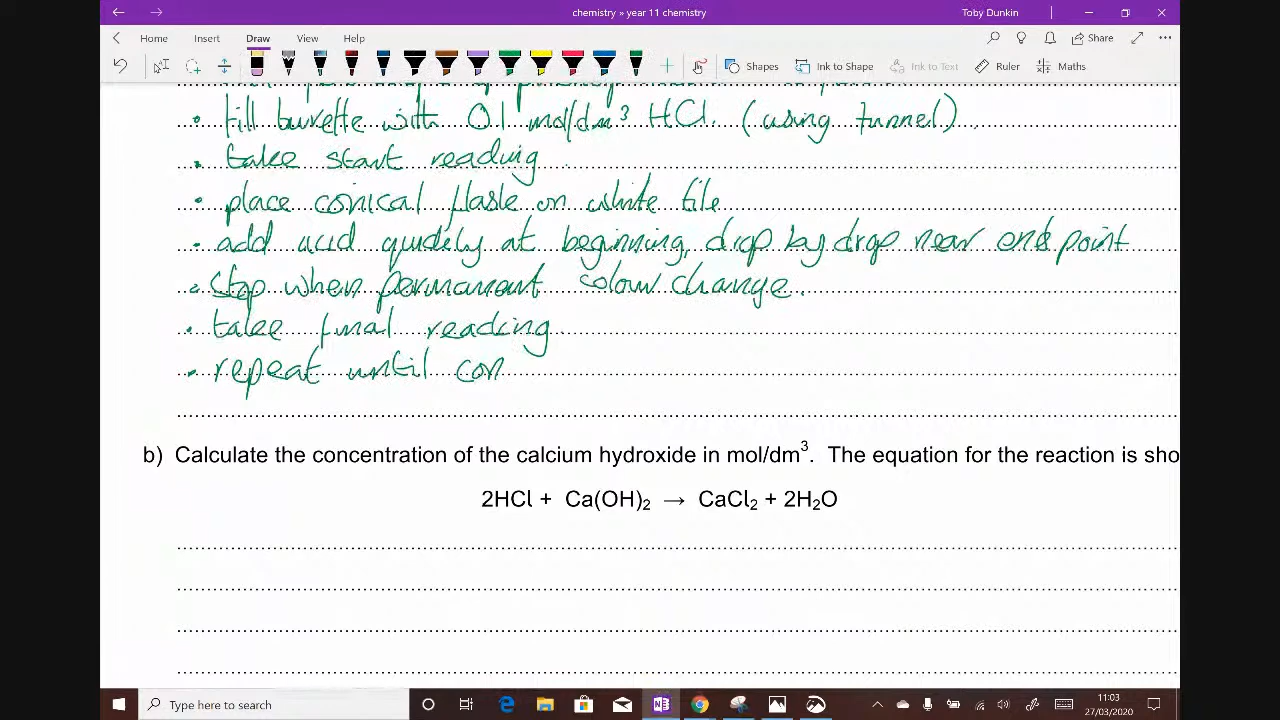 chemistry » year 11 chemistry
Toby Dunkin
Home Insert Draw View Help
Share
Shapes Ink to Shape Ink to Text Ruler Maths
• fill burette with 0.1 mol/dm³ HCl. (using funnel)
• take start reading
• place conical flask on white tile
• add acid quickly at beginning, drop by drop near end point
• stop when permanent colour change.
• take final reading
• repeat until con
b) Calculate the concentration of the calcium hydroxide in mol/dm³. The equation for the reaction is sho
2HCl + Ca(OH)₂ → CaCl₂ + 2H₂O
Type here to search
11:03
27/03/2020